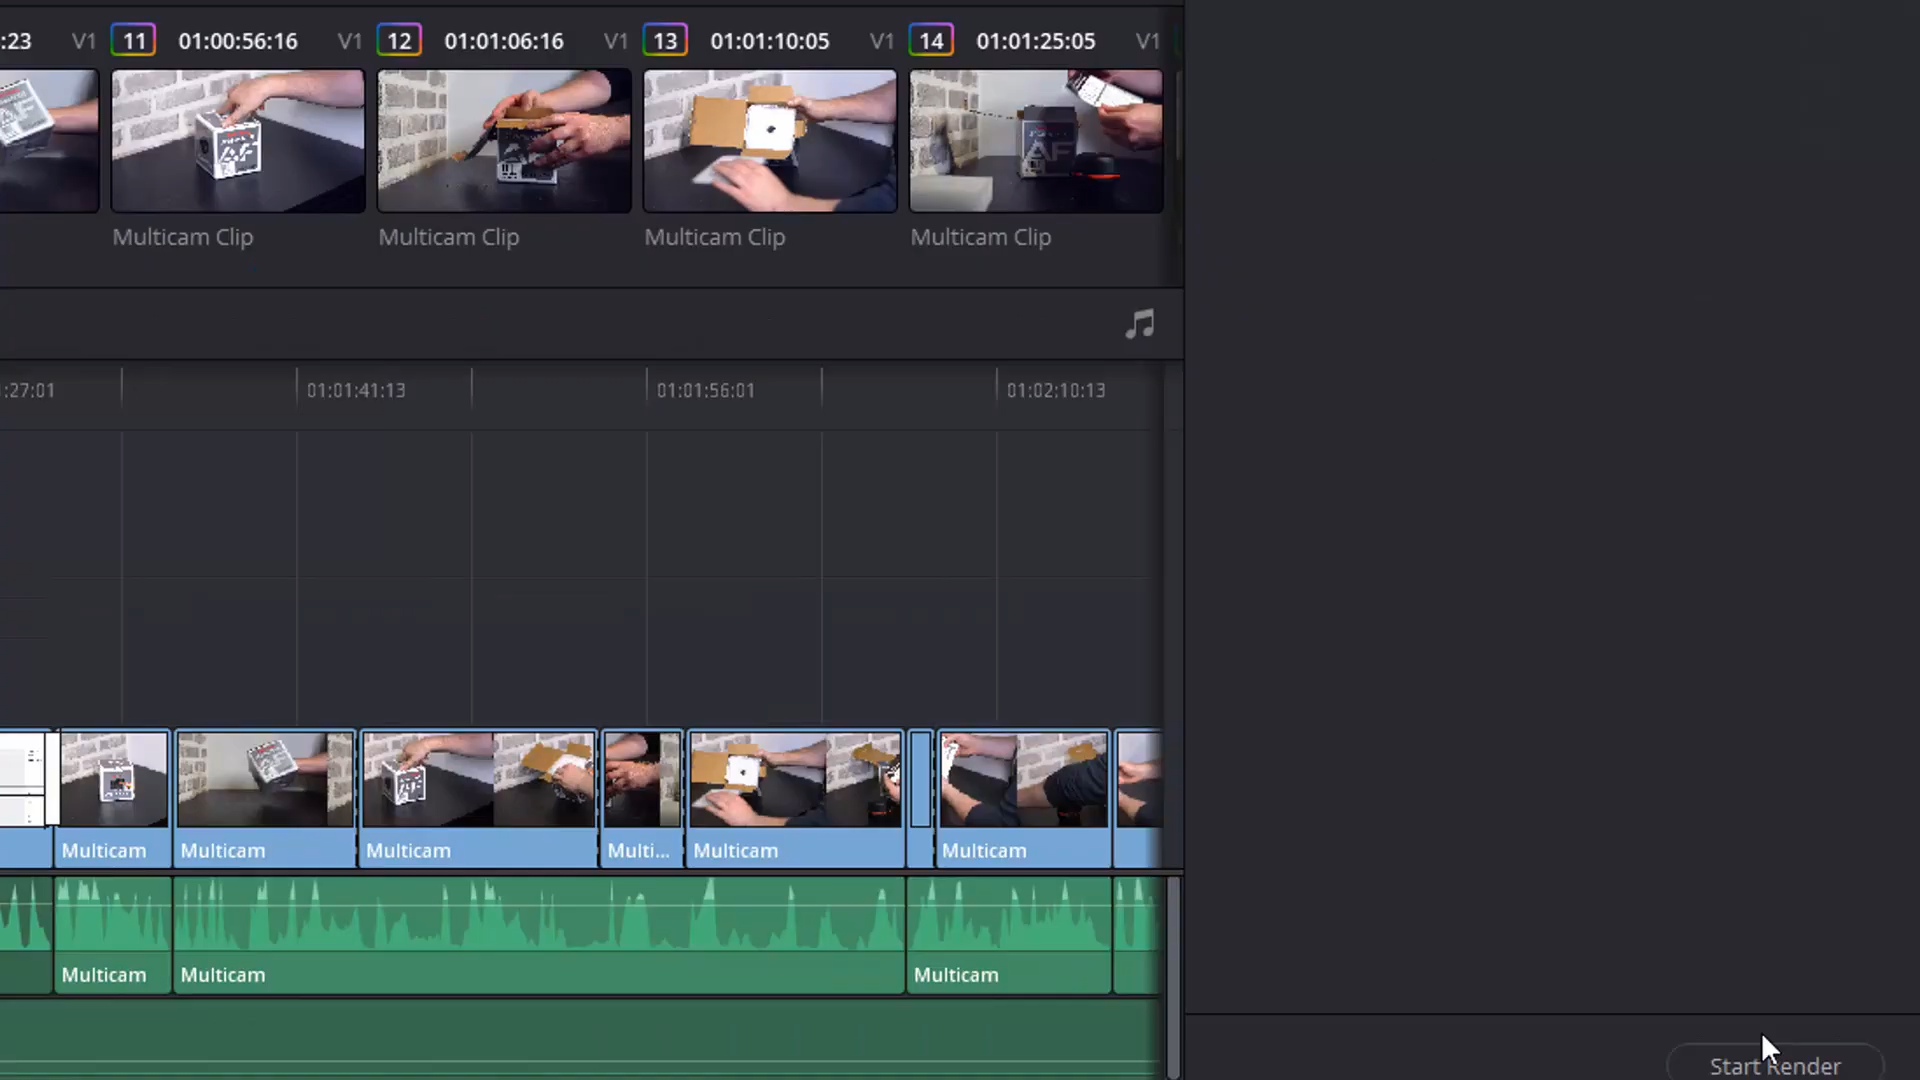 :23 V1 11 01:00:56:16 V1 12 01:01:06:16 V1 13 01:01:10:05 V1 14 01:01:25:05 V1
AF
AF
Multicam Clip Multicam Clip Multicam Clip Multicam Clip
:27:01 01:01:41:13 01:01:56:01 01:02:10:13
Multicam Multicam Multicam Multi... Multicam Multicam
Multicam Multicam Multicam
Start Render